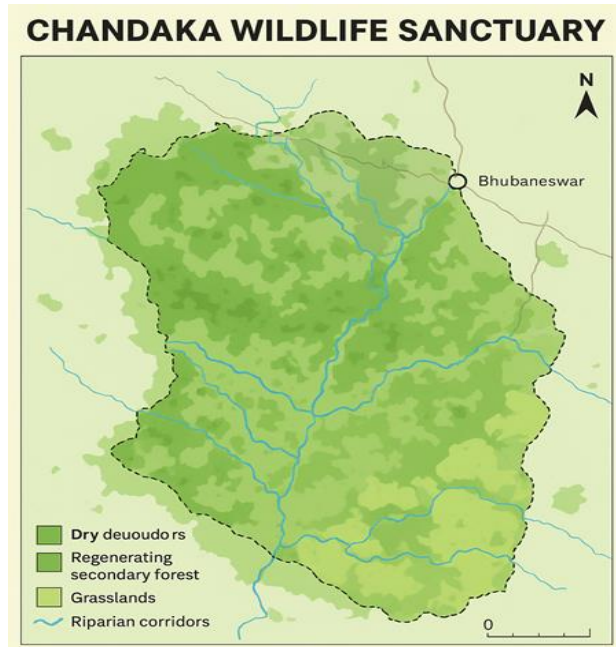 CHANDAKA WILDLIFE SANCTUARY
N
Bhubaneswar
Dry deuoudors
Regenerating
secondary forest
Grasslands
Riparian corridors
0